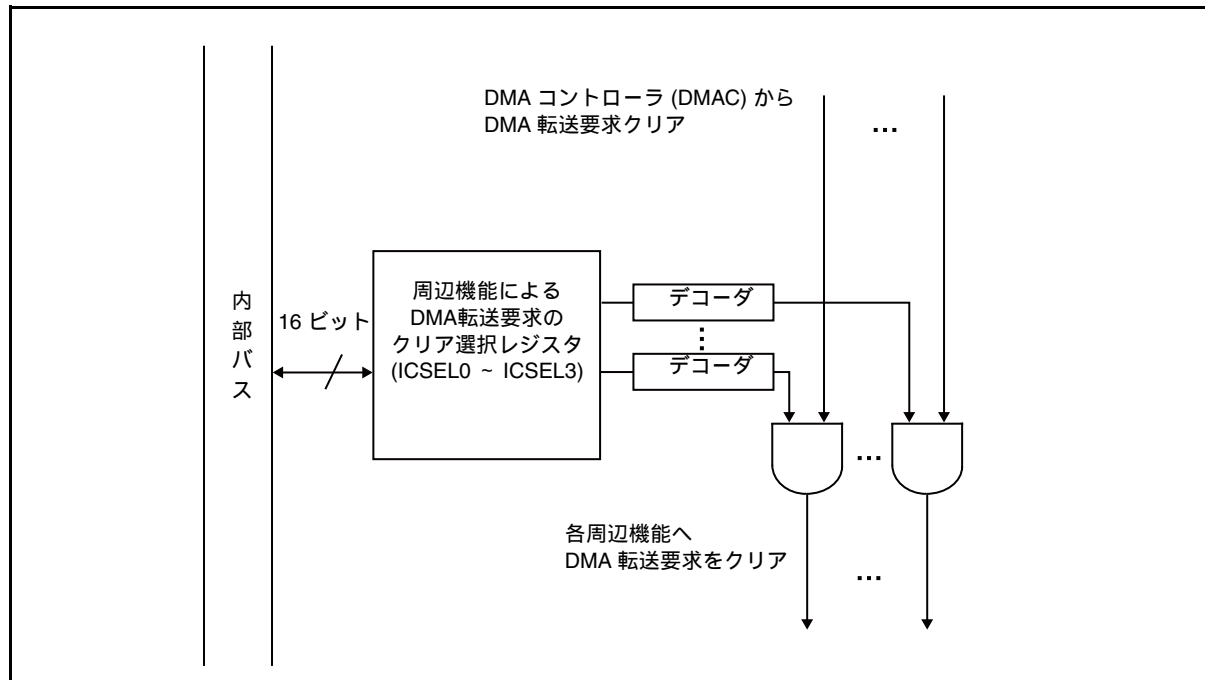 DMA コントローラ (DMAC) から
DMA 転送要求クリア
…
内部バス
16 ビット
周辺機能による
DMA転送要求の
クリア選択レジスタ
(ICSEL0 ~ ICSEL3)
デコーダ
…
デコーダ
…
各周辺機能へ
DMA 転送要求をクリア
…